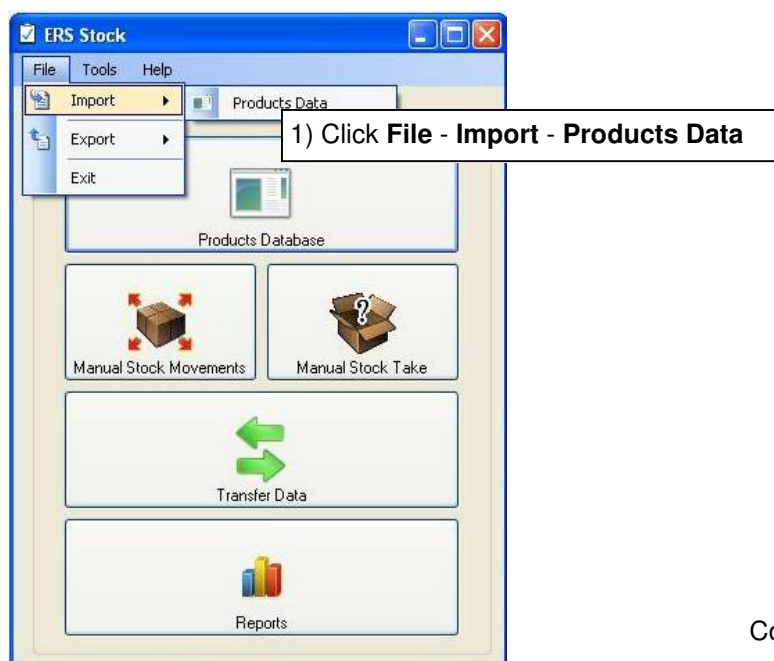 ERS Stock
File Tools Help
Import Products Data
1) Click File - Import - Products Data
Export
Exit
Products Database
Manual Stock Movements Manual Stock Take
Transfer Data
Reports
Co